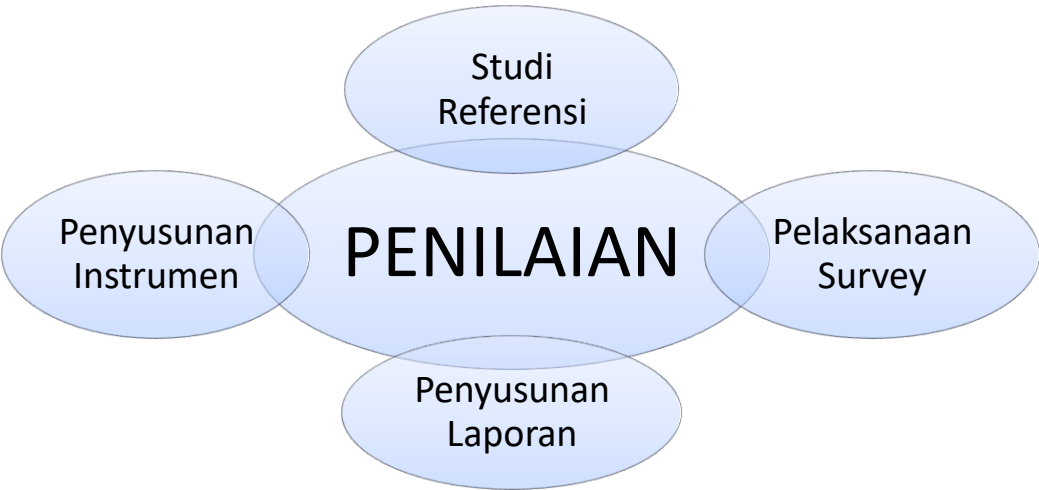 Studi
Referensi
Penyusunan
Instrumen
PENILAIAN
Pelaksanaan
Survey
Penyusunan
Laporan